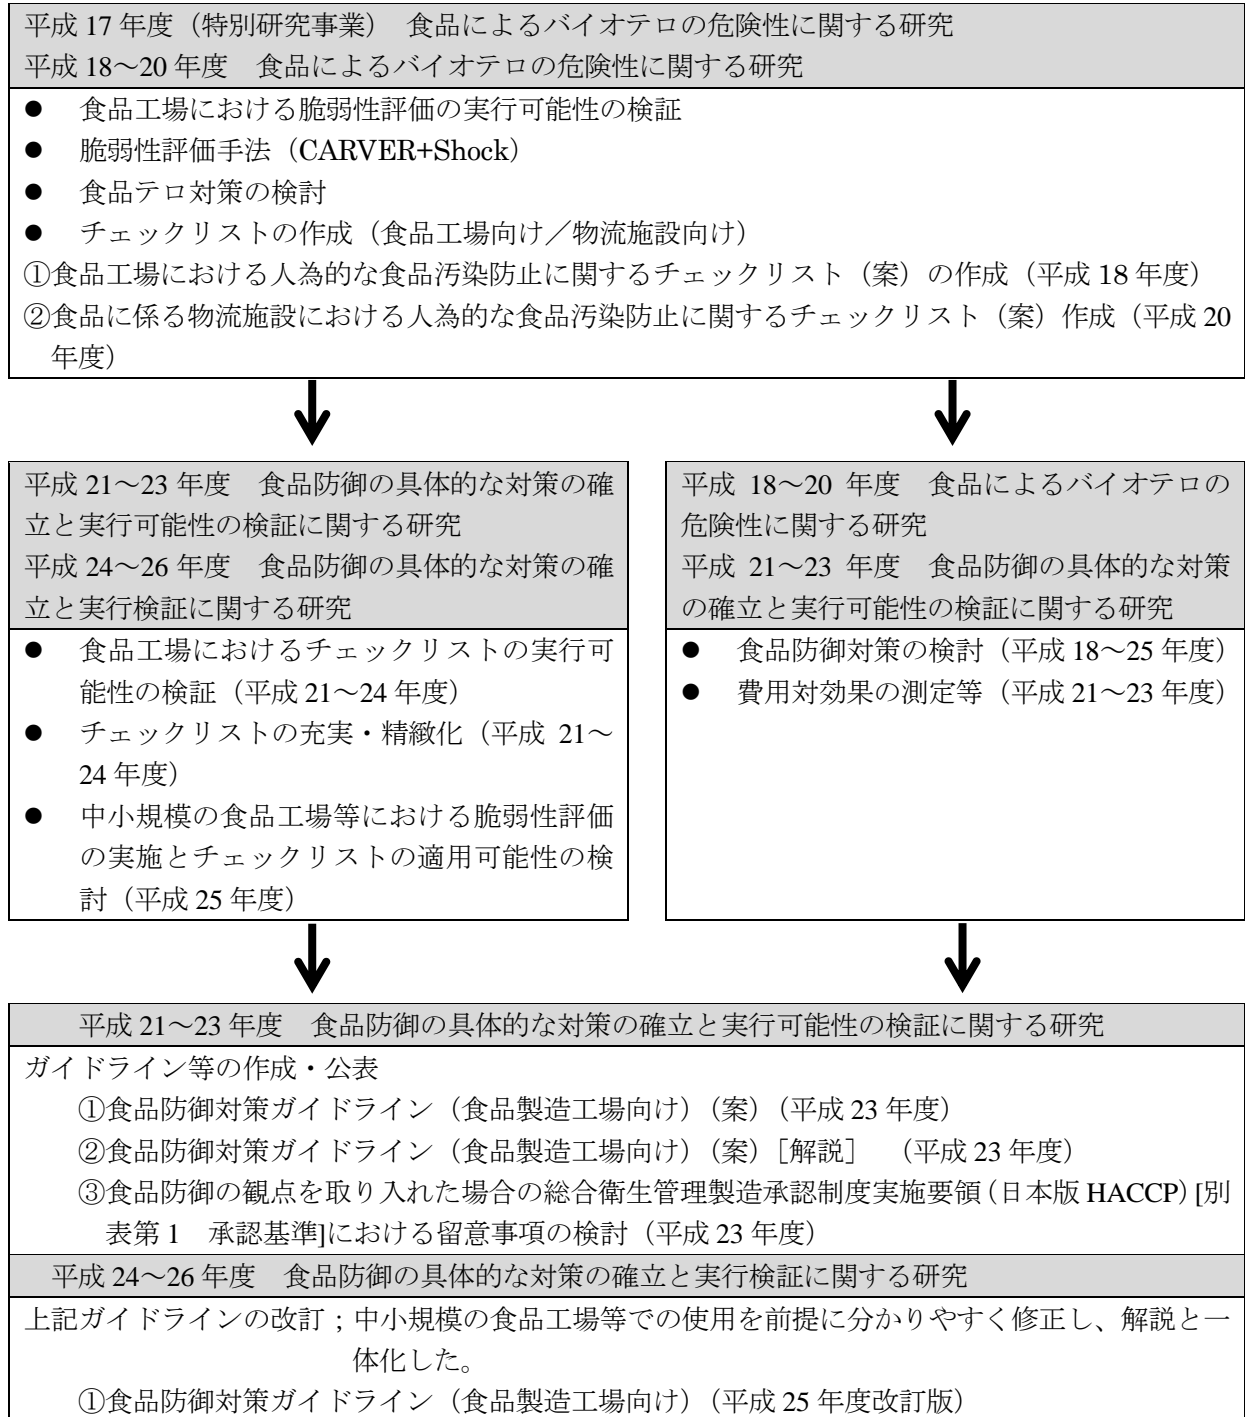 平成 17 年度（特別研究事業）　食品によるバイオテロの危険性に関する研究
平成 18～20 年度　食品によるバイオテロの危険性に関する研究
● 食品工場における脆弱性評価の実行可能性の検証
● 脆弱性評価手法（CARVER+Shock）
● 食品テロ対策の検討
● チェックリストの作成（食品工場向け／物流施設向け）
①食品工場における人為的な食品汚染防止に関するチェックリスト（案）の作成（平成 18 年度）
②食品に係る物流施設における人為的な食品汚染防止に関するチェックリスト（案）作成（平成 20
年度）
平成 21～23 年度　食品防御の具体的な対策の確
立と実行可能性の検証に関する研究
平成 24～26 年度　食品防御の具体的な対策の確
立と実行検証に関する研究
● 食品工場におけるチェックリストの実行可
能性の検証（平成 21～24 年度）
● チェックリストの充実・精緻化（平成 21～
24 年度）
● 中小規模の食品工場等における脆弱性評価
の実施とチェックリストの適用可能性の検
討（平成 25 年度）
平成 18～20 年度　食品によるバイオテロの
危険性に関する研究
平成 21～23 年度　食品防御の具体的な対策
の確立と実行可能性の検証に関する研究
● 食品防御対策の検討（平成 18～25 年度）
● 費用対効果の測定等（平成 21～23 年度）
平成 21～23 年度　食品防御の具体的な対策の確立と実行可能性の検証に関する研究
ガイドライン等の作成・公表
①食品防御対策ガイドライン（食品製造工場向け）（案）（平成 23 年度）
②食品防御対策ガイドライン（食品製造工場向け）（案）［解説］　（平成 23 年度）
③食品防御の観点を取り入れた場合の総合衛生管理製造承認制度実施要領（日本版 HACCP）[別
表第 1　承認基準]における留意事項の検討（平成 23 年度）
平成 24～26 年度　食品防御の具体的な対策の確立と実行検証に関する研究
上記ガイドラインの改訂；中小規模の食品工場等での使用を前提に分かりやすく修正し、解説と一
体化した。
①食品防御対策ガイドライン（食品製造工場向け）（平成 25 年度改訂版）